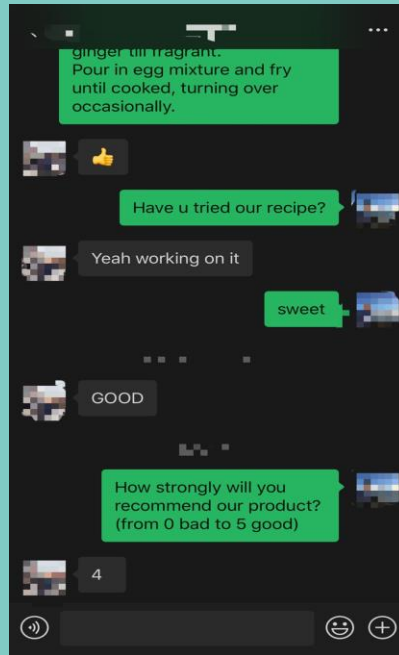 ginger till fragrant.
Pour in egg mixture and fry
until cooked, turning over
occasionally.
Have u tried our recipe?
Yeah working on it
sweet
GOOD
How strongly will you
recommend our product?
(from 0 bad to 5 good)
4